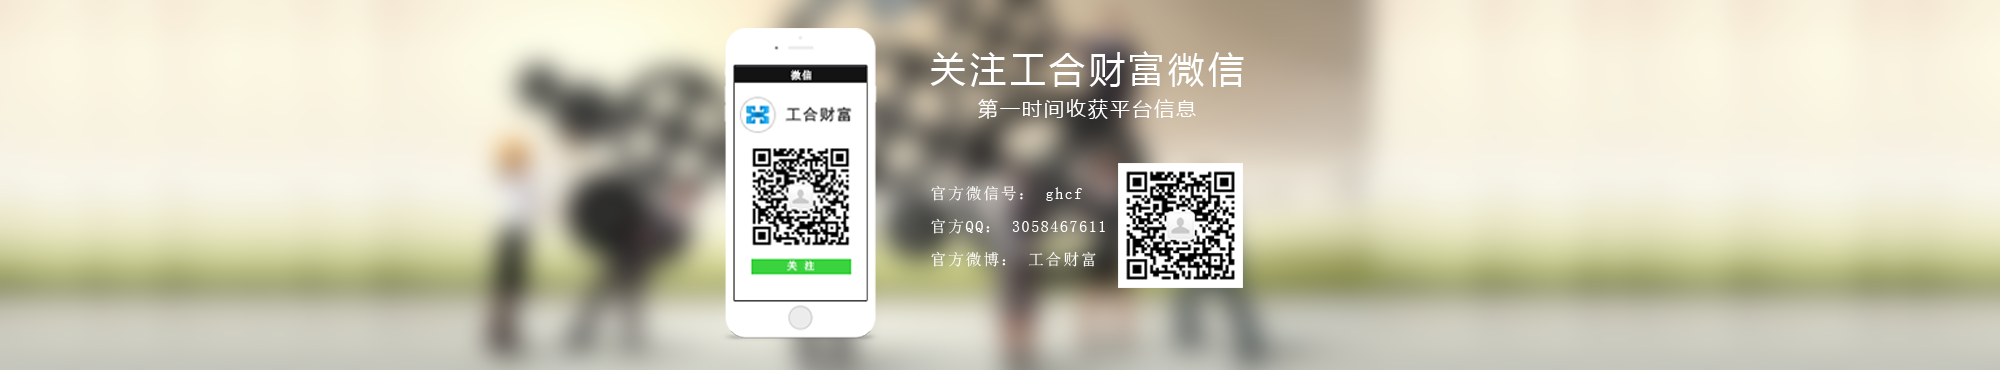 微信
工合财富
关 注
关注工合财富微信
第一时间收获平台信息
官方微信号： ghcf
官方QQ： 3058467611
官方微博： 工合财富